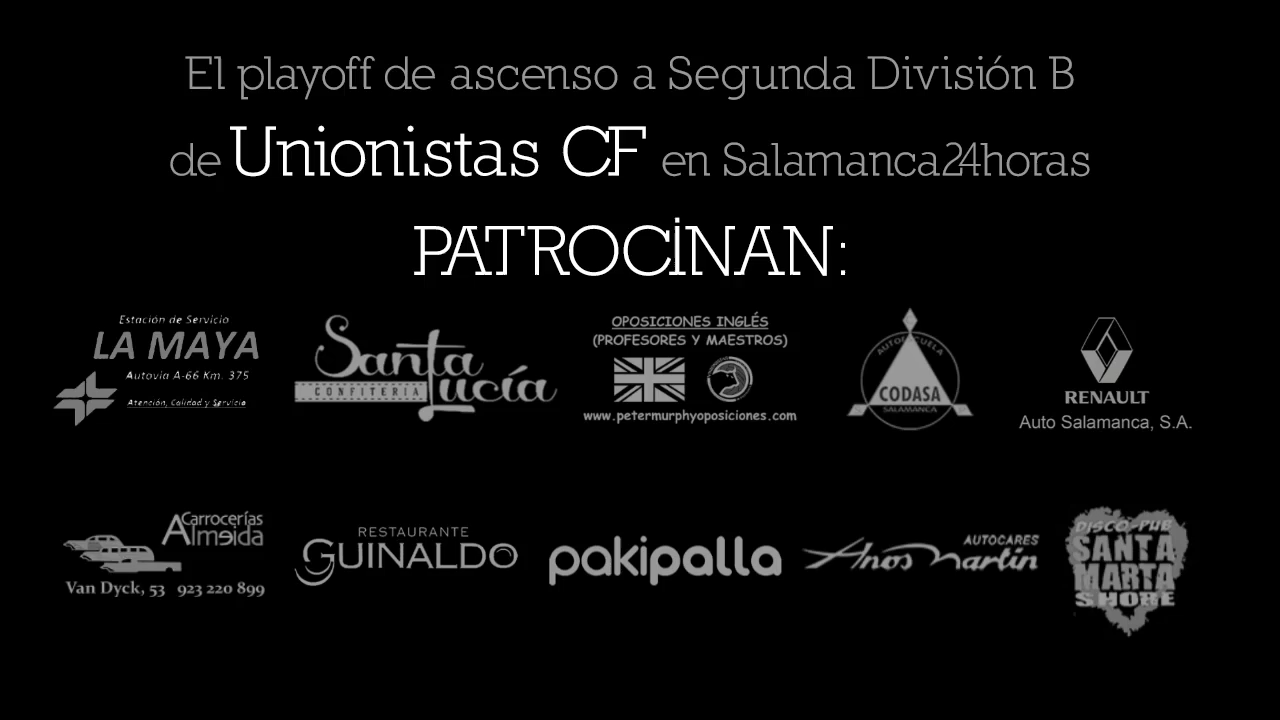 El playoff de ascenso a Segunda División B
de Unionistas CF en Salamanca24horas
PATROCINAN:
Estación de Servicio
LA MAYA
Autovía A-66 Km. 375
Atención, Calidad y Servicio
Santa Lucía
CONFITERIA
OPOSICIONES INGLÉS
(PROFESORES Y MAESTROS)
www.petermurphyoposiciones.com
AUTOESCUELA
CODASA
SALAMANCA
RENAULT
Auto Salamanca, S.A.
Carrocerías
Almeida
Van Dyck, 53 923 220 899
RESTAURANTE
GUINALDO
pakipalla
AUTOCARES
Anos Martín
DISCO-PUB
SANTA
MARTA
SHORE